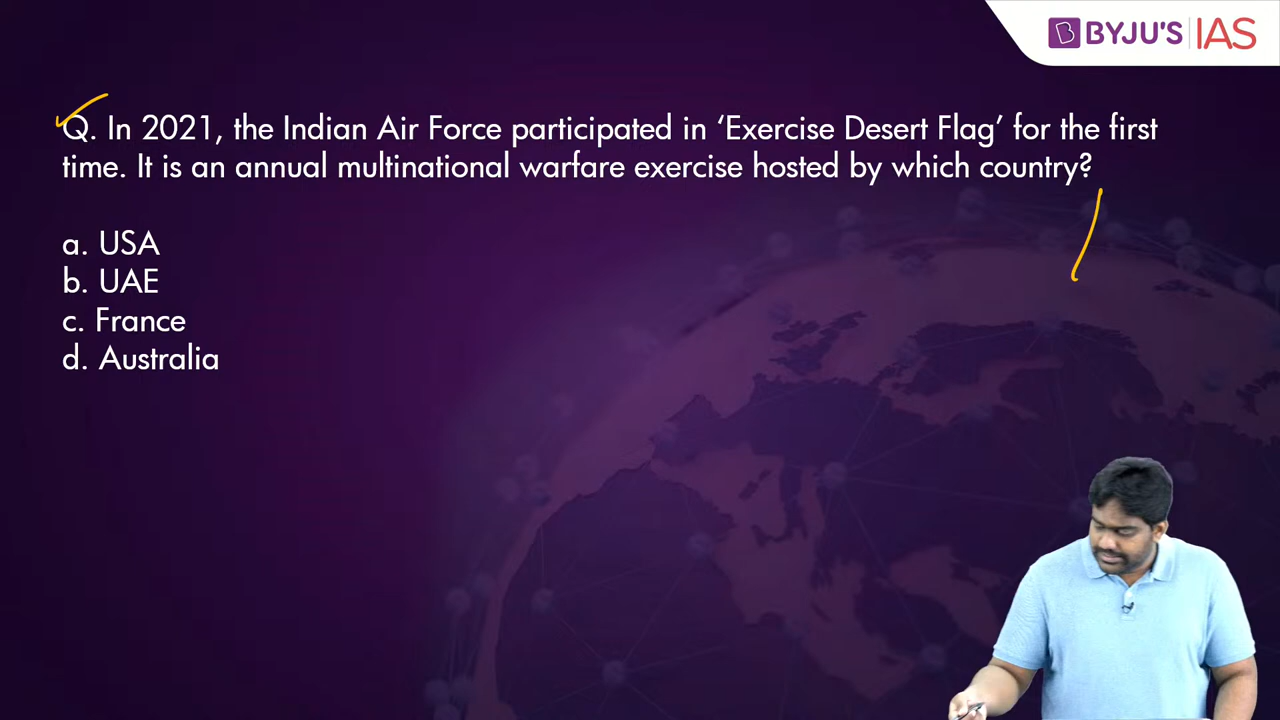 BYJU'S IAS
Q. In 2021, the Indian Air Force participated in ‘Exercise Desert Flag’ for the first
time. It is an annual multinational warfare exercise hosted by which country?
a. USA
b. UAE
c. France
d. Australia